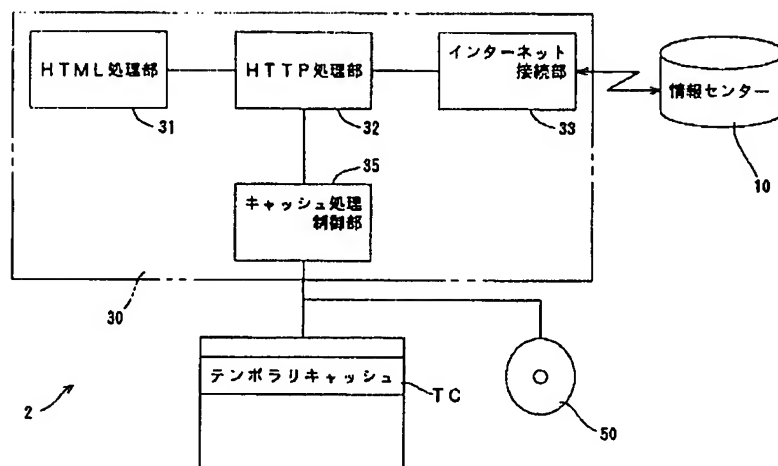 HTML処理部
31
HTTP処理部
32
インターネット
接続部
33
情報センター
10
35
キャッシュ処理
制御部
30
テンポラリキャッシュ
TC
2
50